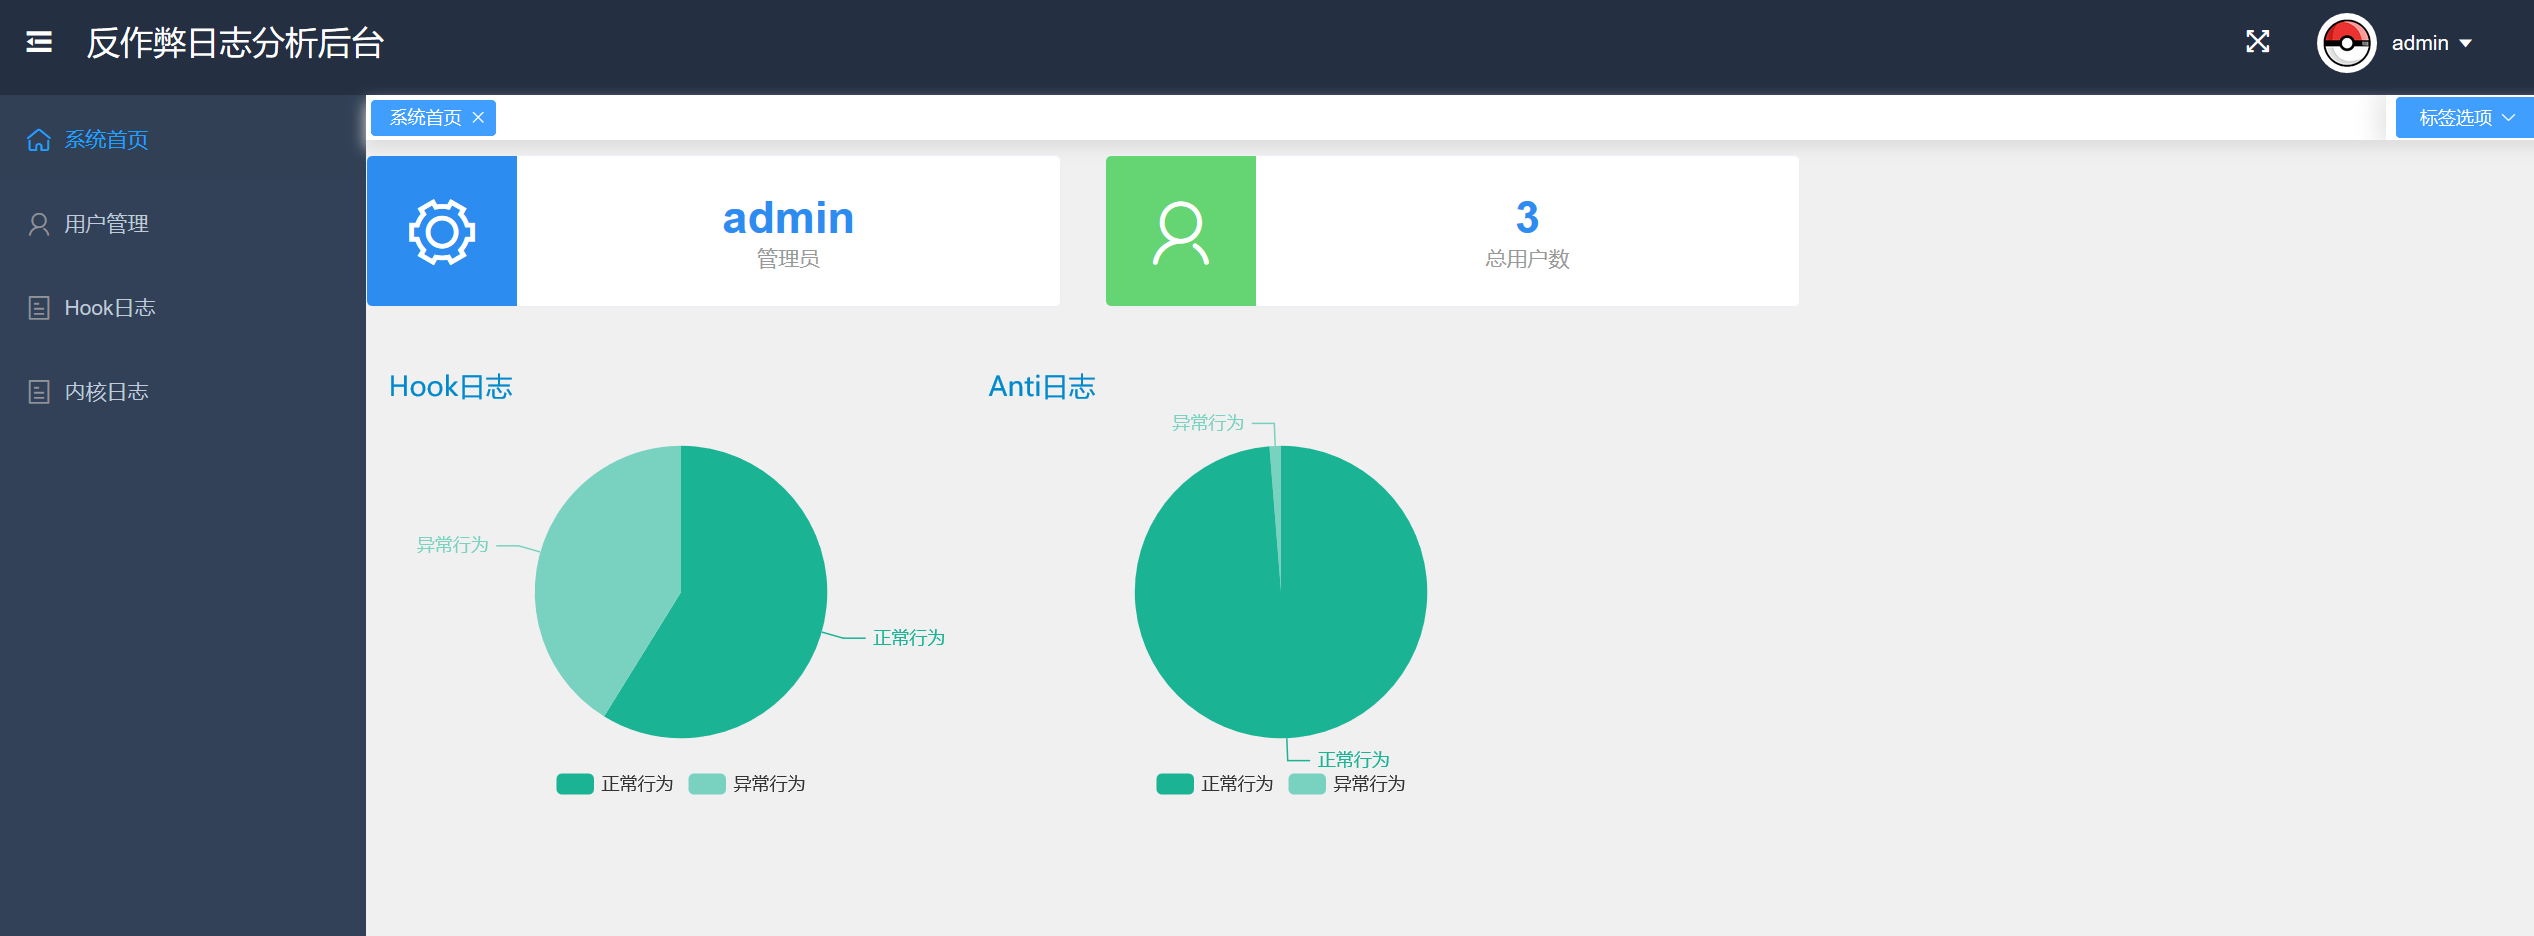 反作弊日志分析后台
admin
系统首页
用户管理
Hook日志
内核日志
系统首页
标签选项
admin
管理员
3
总用户数
Hook日志
异常行为
正常行为
正常行为 异常行为
Anti日志
异常行为
正常行为
正常行为 异常行为